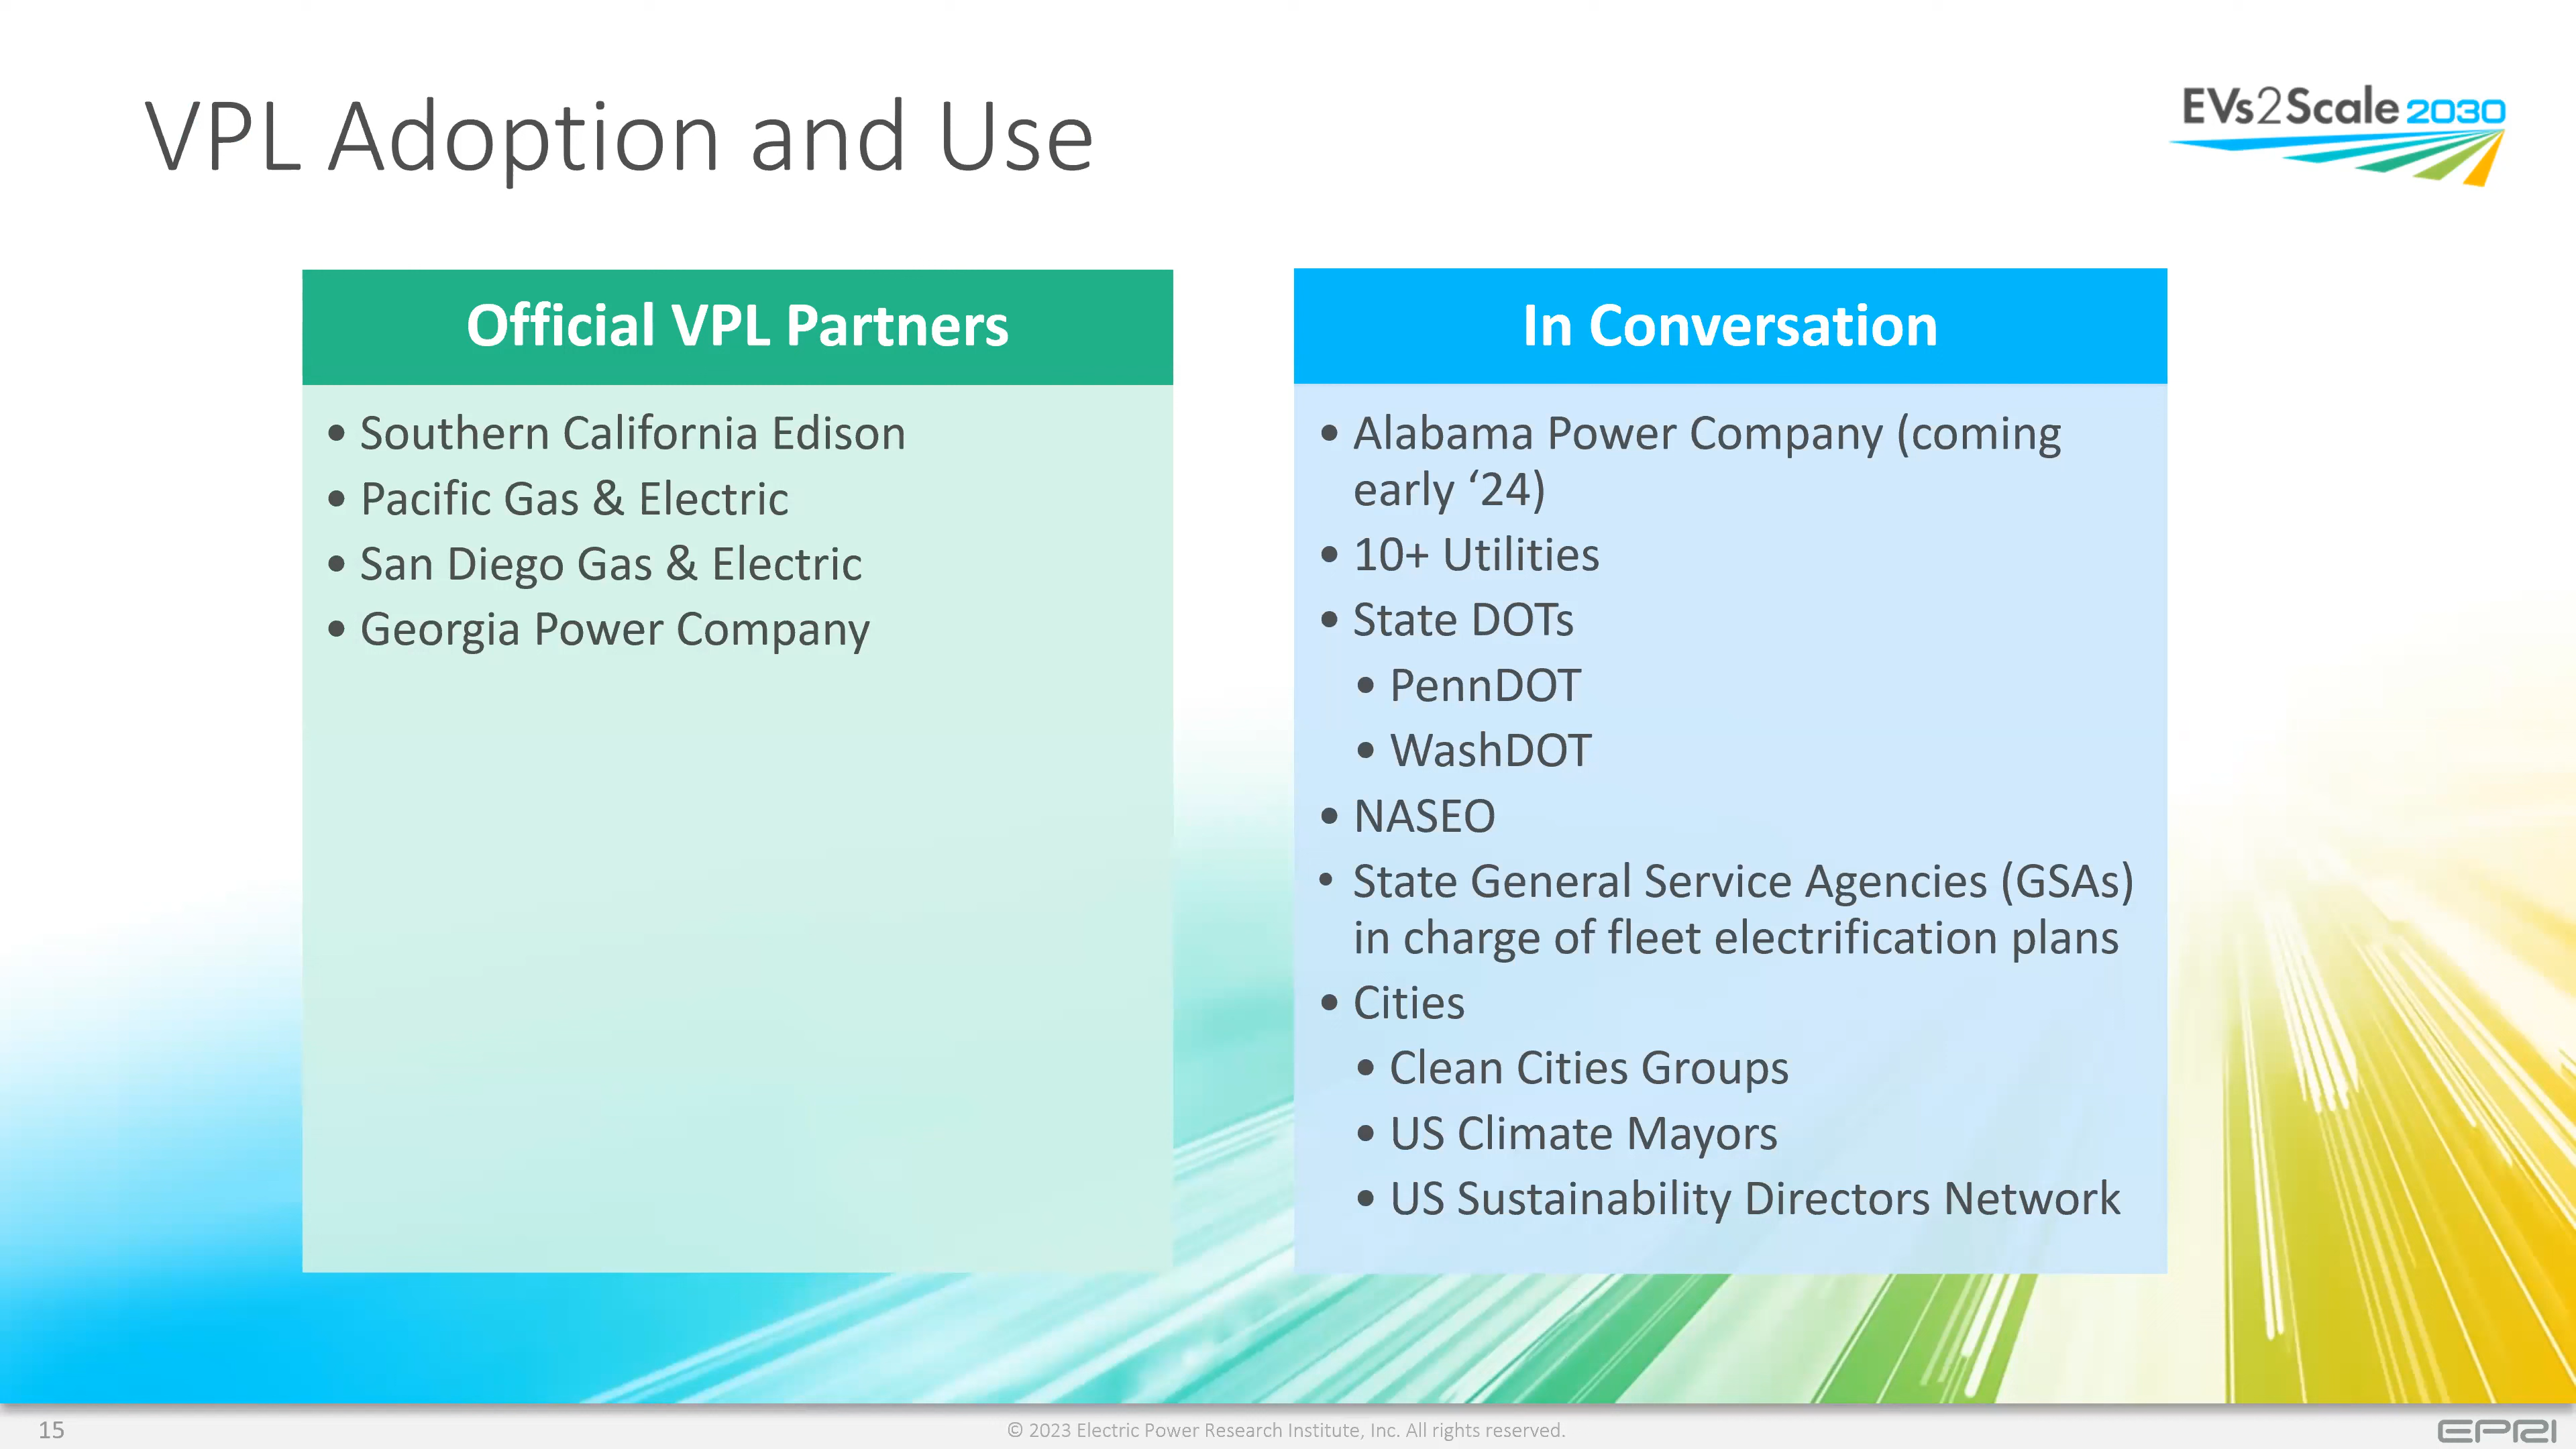 VPL Adoption and Use
EVs2Scale 2030
Official VPL Partners
• Southern California Edison
• Pacific Gas & Electric
• San Diego Gas & Electric
• Georgia Power Company
In Conversation
• Alabama Power Company (coming
early ‘24)
• 10+ Utilities
• State DOTs
• PennDOT
• WashDOT
• NASEO
• State General Service Agencies (GSAs)
in charge of fleet electrification plans
• Cities
• Clean Cities Groups
• US Climate Mayors
• US Sustainability Directors Network
15
© 2023 Electric Power Research Institute, Inc. All rights reserved.
EPRI